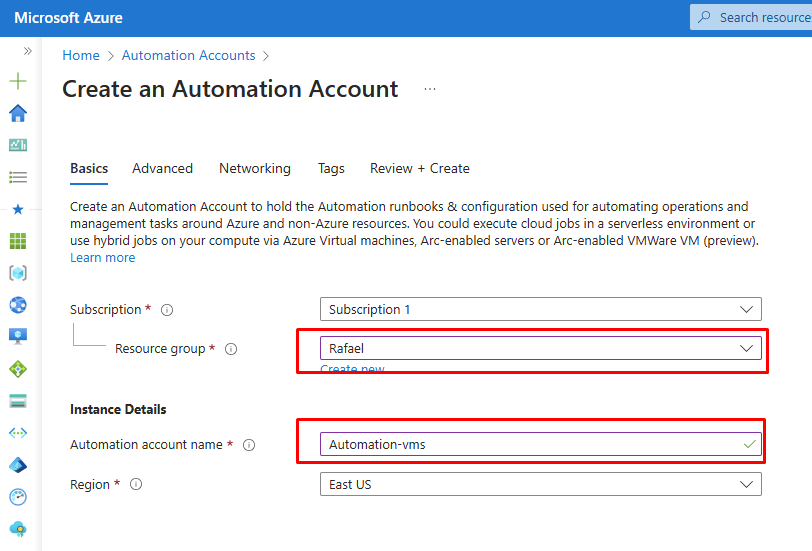 Microsoft Azure
Search resource
Home > Automation Accounts >
Create an Automation Account ...
Basics Advanced Networking Tags Review + Create
Create an Automation Account to hold the Automation runbooks & configuration used for automating operations and
management tasks around Azure and non-Azure resources. You could execute cloud jobs in a serverless environment or
use hybrid jobs on your compute via Azure Virtual machines, Arc-enabled servers or Arc-enabled VMWare VM (preview).
Learn more
Subscription * Subscription 1
Resource group * Rafael
Create new
Instance Details
Automation account name * Automation-vms
Region * East US